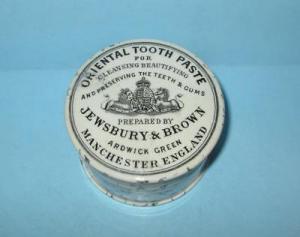 ORIENTAL TOOTH PASTE
FOR
CLEANSING BEAUTIFYING
AND PRESERVING THE TEETH & GUMS
PREPARED BY
JEWSBURY & BROWN
ARDWICK GREEN
MANCHESTER ENGLAND